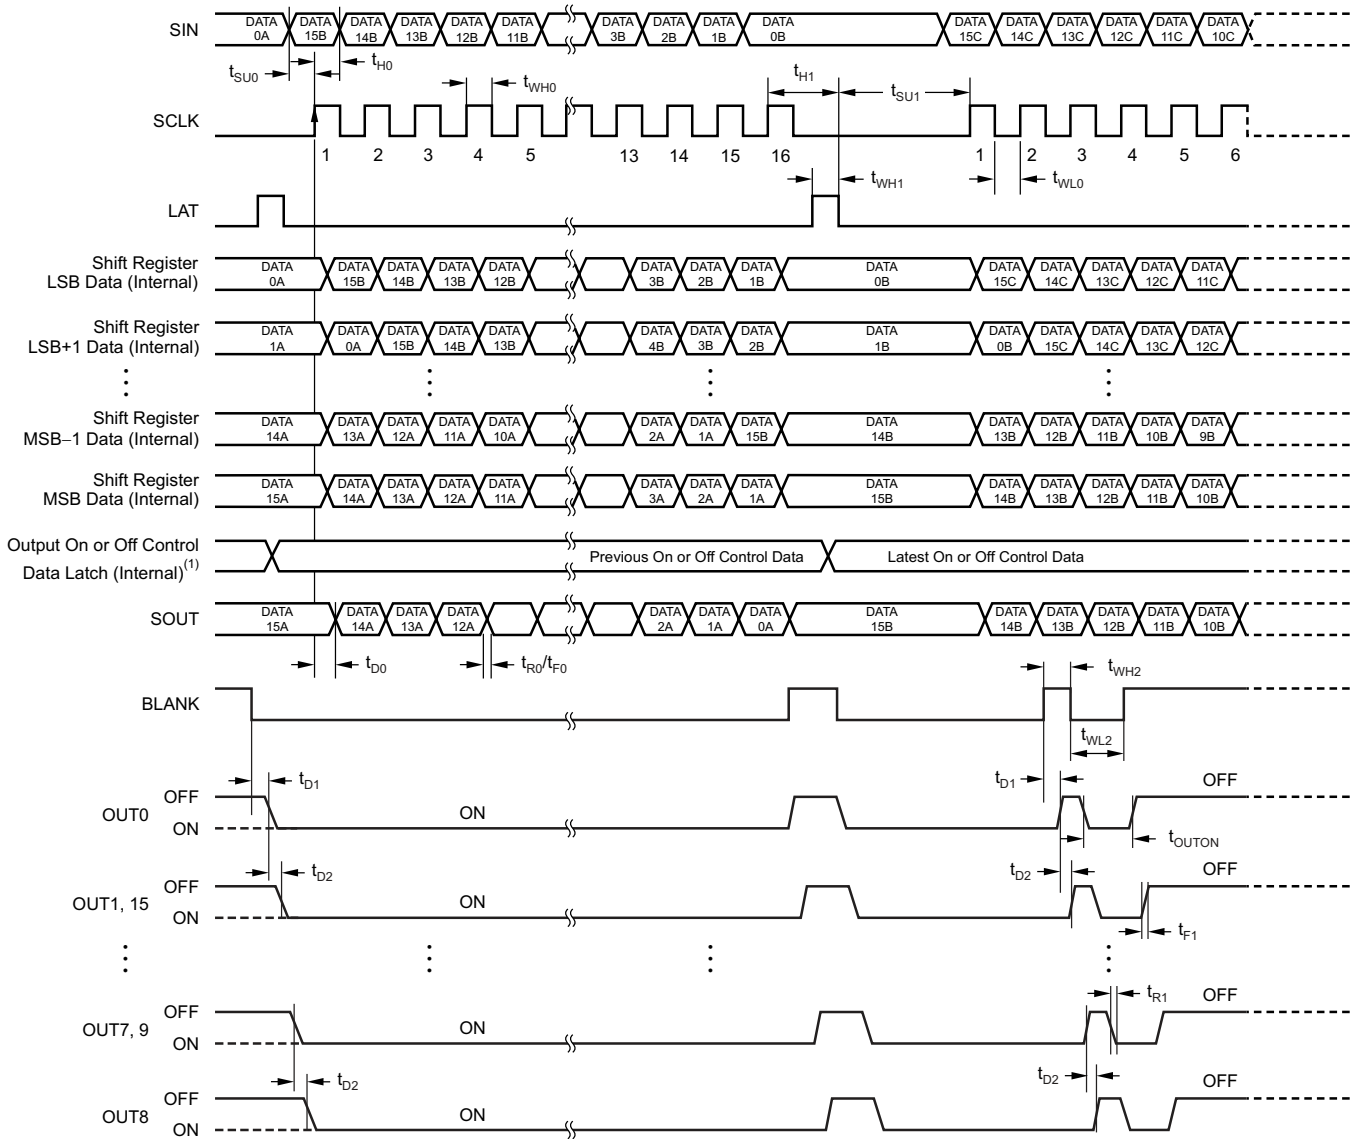 SIN
DATA 0A DATA 15B DATA 14B DATA 13B DATA 12B DATA 11B DATA 3B DATA 2B DATA 1B DATA 0B DATA 15C DATA 14C DATA 13C DATA 12C DATA 11C DATA 10C
tSU0 tH0 tWH0 tH1 tSU1
SCLK
1 2 3 4 5 13 14 15 16 1 2 3 4 5 6
tWH1 tWL0
LAT
Shift Register
LSB Data (Internal)
DATA 0A DATA 15B DATA 14B DATA 13B DATA 12B DATA 3B DATA 2B DATA 1B DATA 0B DATA 15C DATA 14C DATA 13C DATA 12C DATA 11C
Shift Register
LSB+1 Data (Internal)
DATA 1A DATA 0A DATA 15B DATA 14B DATA 13B DATA 4B DATA 3B DATA 2B DATA 1B DATA 0B DATA 15C DATA 14C DATA 13C DATA 12C
Shift Register
MSB–1 Data (Internal)
DATA 14A DATA 13A DATA 12A DATA 11A DATA 10A DATA 2A DATA 1A DATA 15B DATA 14B DATA 13B DATA 12B DATA 11B DATA 10B DATA 9B
Shift Register
MSB Data (Internal)
DATA 15A DATA 14A DATA 13A DATA 12A DATA 11A DATA 3A DATA 2A DATA 1A DATA 15B DATA 14B DATA 13B DATA 12B DATA 11B DATA 10B
Output On or Off Control
Data Latch (Internal)(1)
Previous On or Off Control Data Latest On or Off Control Data
SOUT
DATA 15A DATA 14A DATA 13A DATA 12A DATA 2A DATA 1A DATA 0A DATA 15B DATA 14B DATA 13B DATA 12B DATA 11B DATA 10B
tD0 tR0/tF0 tWH2
BLANK
tWL2
tD1 tD1 OFF
OFF
OUT0
ON ON
tOUTON
tD2 tD2 OFF
OFF
OUT1, 15
ON ON
tF1
tR1 OFF
OFF
OUT7, 9
ON ON
tD2 tD2 OFF
OFF
OUT8
ON ON